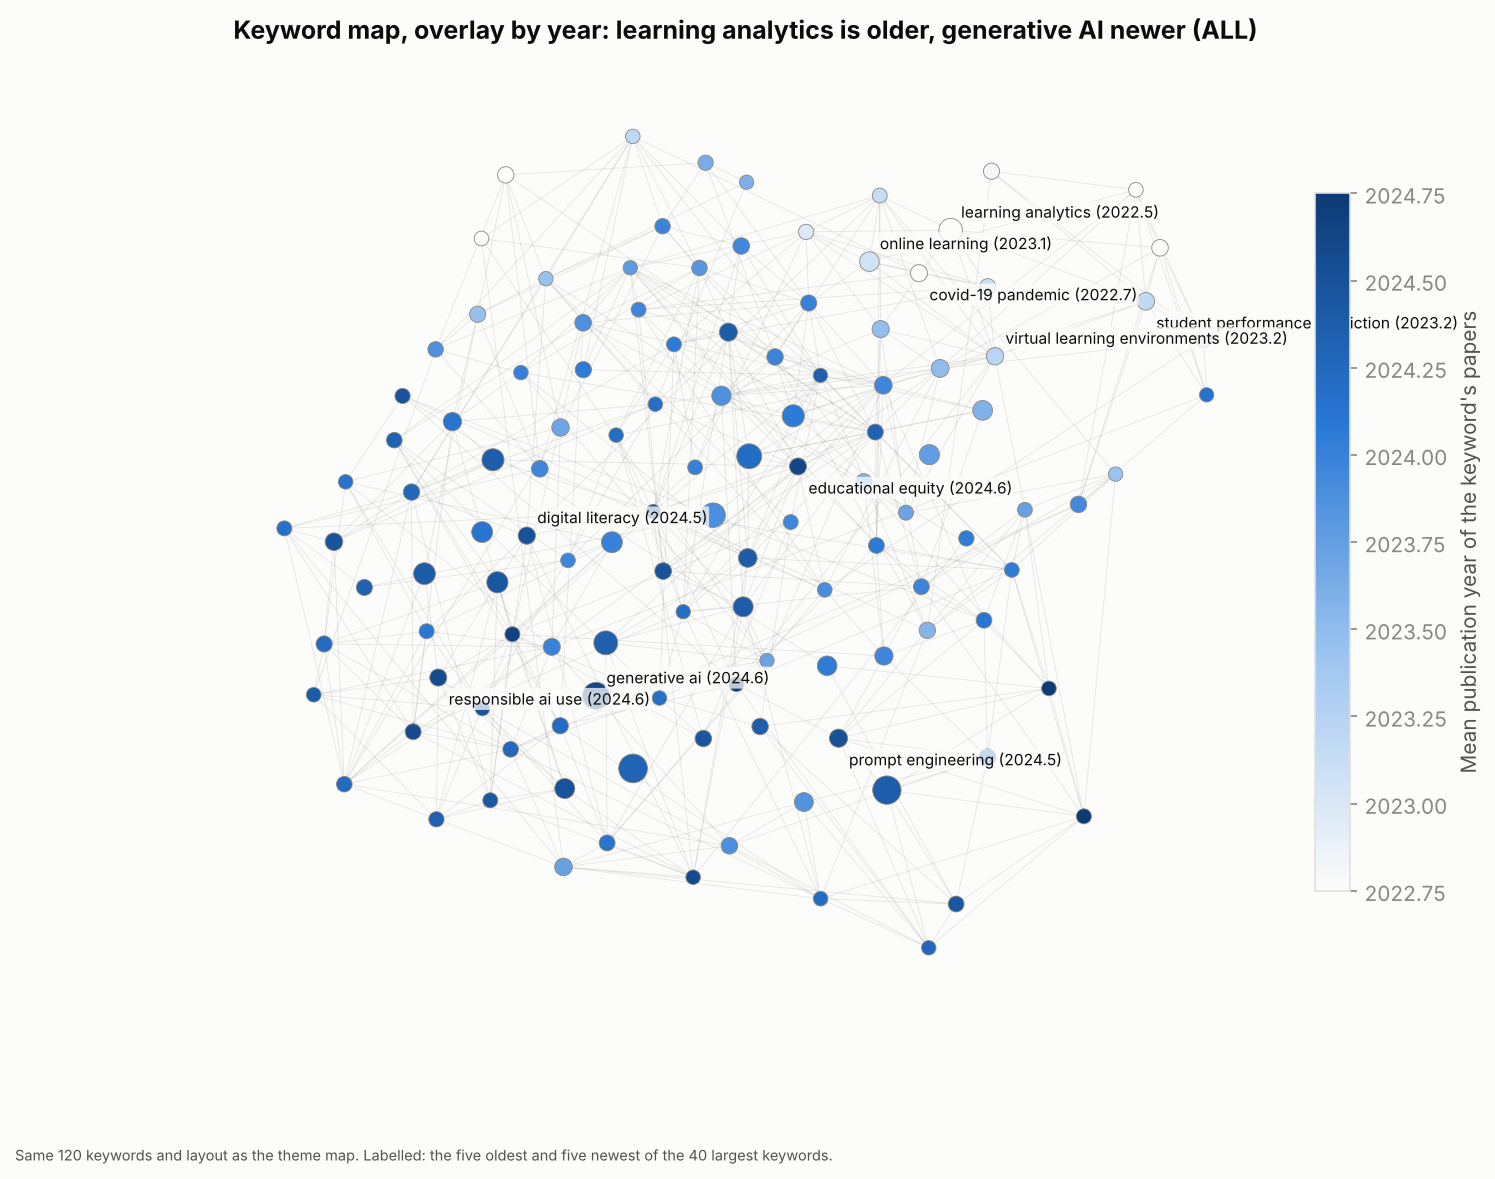 Keyword map, overlay by year: learning analytics is older, generative AI newer (ALL)
learning analytics (2022.5)
online learning (2023.1)
covid-19 pandemic (2022.7)
student performance iction (2023.2)
virtual learning environments (2023.2)
educational equity (2024.6)
digital literacy (2024.5)
generative ai (2024.6)
responsible ai use (2024.6)
prompt engineering (2024.5)
2024.75
2024.50
2024.25
2024.00
2023.75
2023.50
2023.25
2023.00
2022.75
Mean publication year of the keyword's papers
Same 120 keywords and layout as the theme map. Labelled: the five oldest and five newest of the 40 largest keywords.